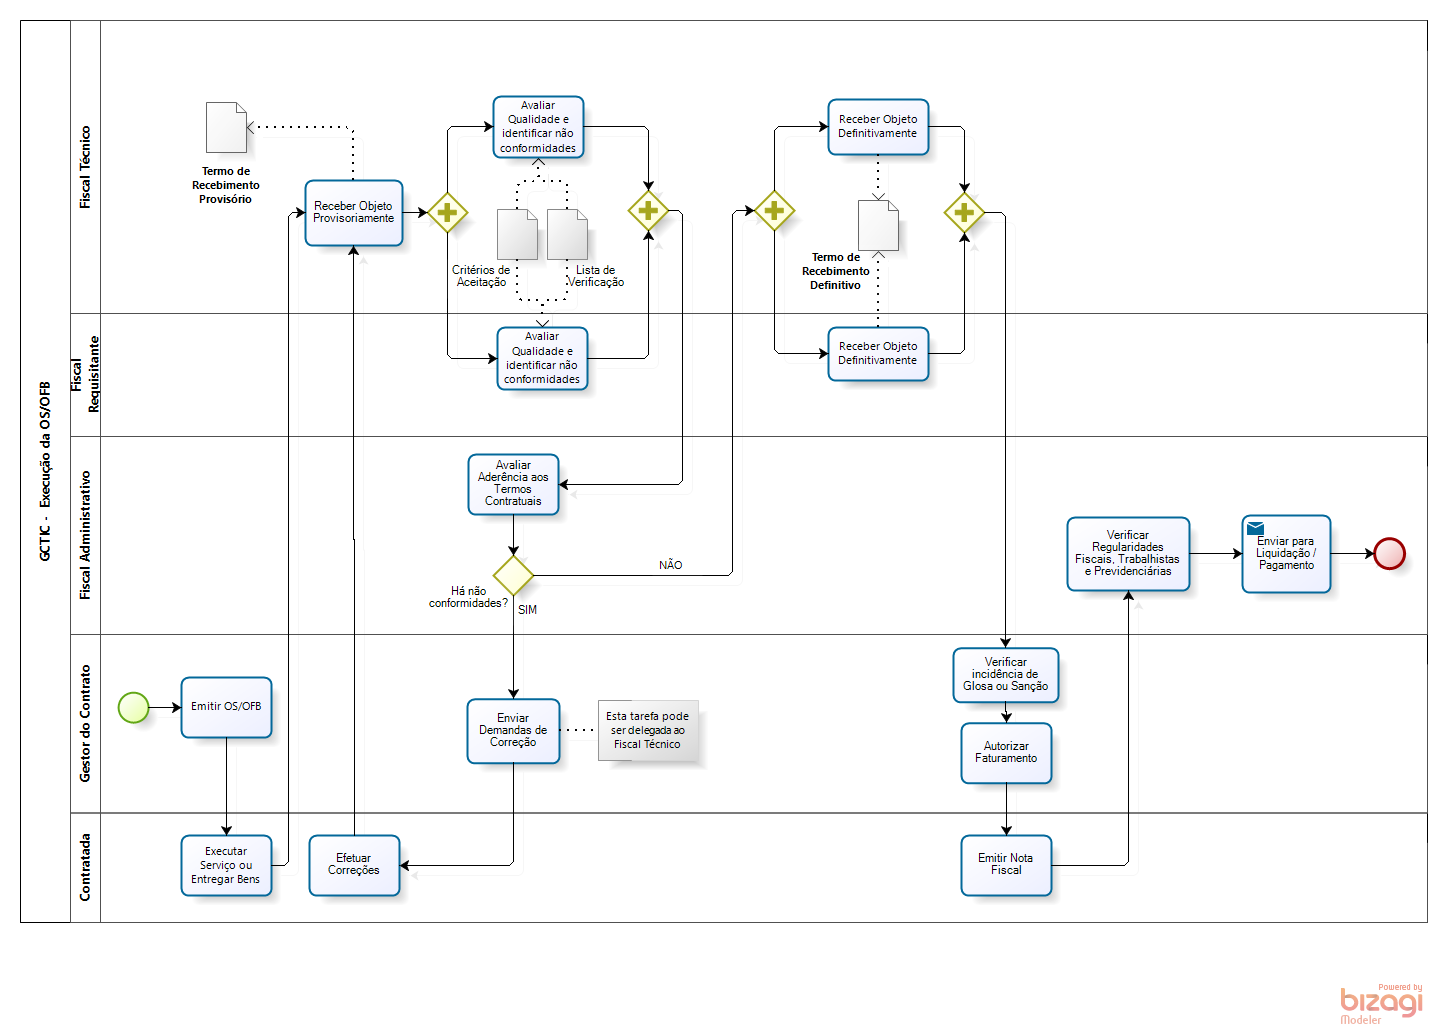 GCTIC - Execução da OS/OFB
Fiscal Técnico
Termo de
Recebimento
Provisório
Receber Objeto
Provisoriamente
Avaliar
Qualidade e
identificar não
conformidades
Critérios de
Aceitação
Lista de
Verificação
Receber Objeto
Definitivamente
Termo de
Recebimento
Definitivo
Fiscal
Requisitante
Avaliar
Qualidade e
identificar não
conformidades
Receber Objeto
Definitivamente
Fiscal Administrativo
Avaliar
Aderência aos
Termos
Contratuais
Há não
conformidades?
NÃO
SIM
Verificar
Regularidades
Fiscais, Trabalhistas
e Previdenciárias
Enviar para
Liquidação /
Pagamento
Gestor do Contrato
Emitir OS/OFB
Enviar
Demandas de
Correção
Esta tarefa pode
ser delegada ao
Fiscal Técnico
Verificar
incidência de
Glosa ou Sanção
Autorizar
Faturamento
Contratada
Executar
Serviço ou
Entregar Bens
Efetuar
Correções
Emitir Nota
Fiscal
Powered by
bizagi
Modeler